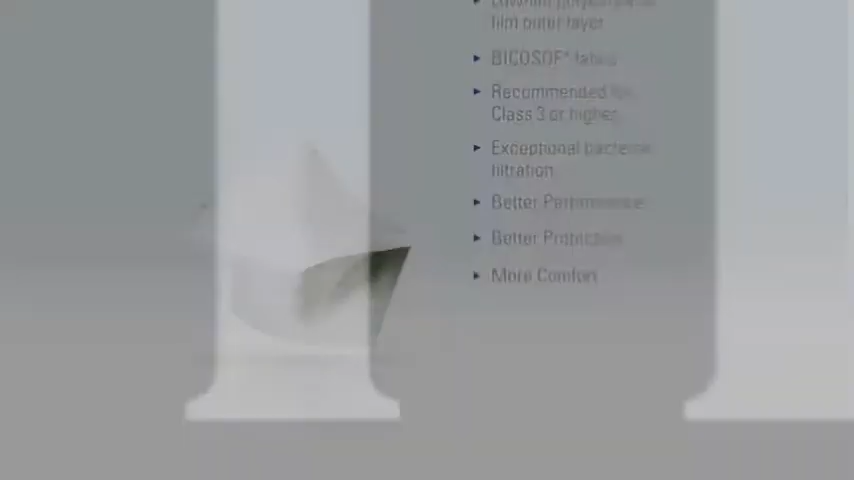 film outer layer
BICOSOF* fabric
Recommended for
Class 3 or higher
Exceptional bacterial
filtration
Better Performance
Better Protection
More Comfort